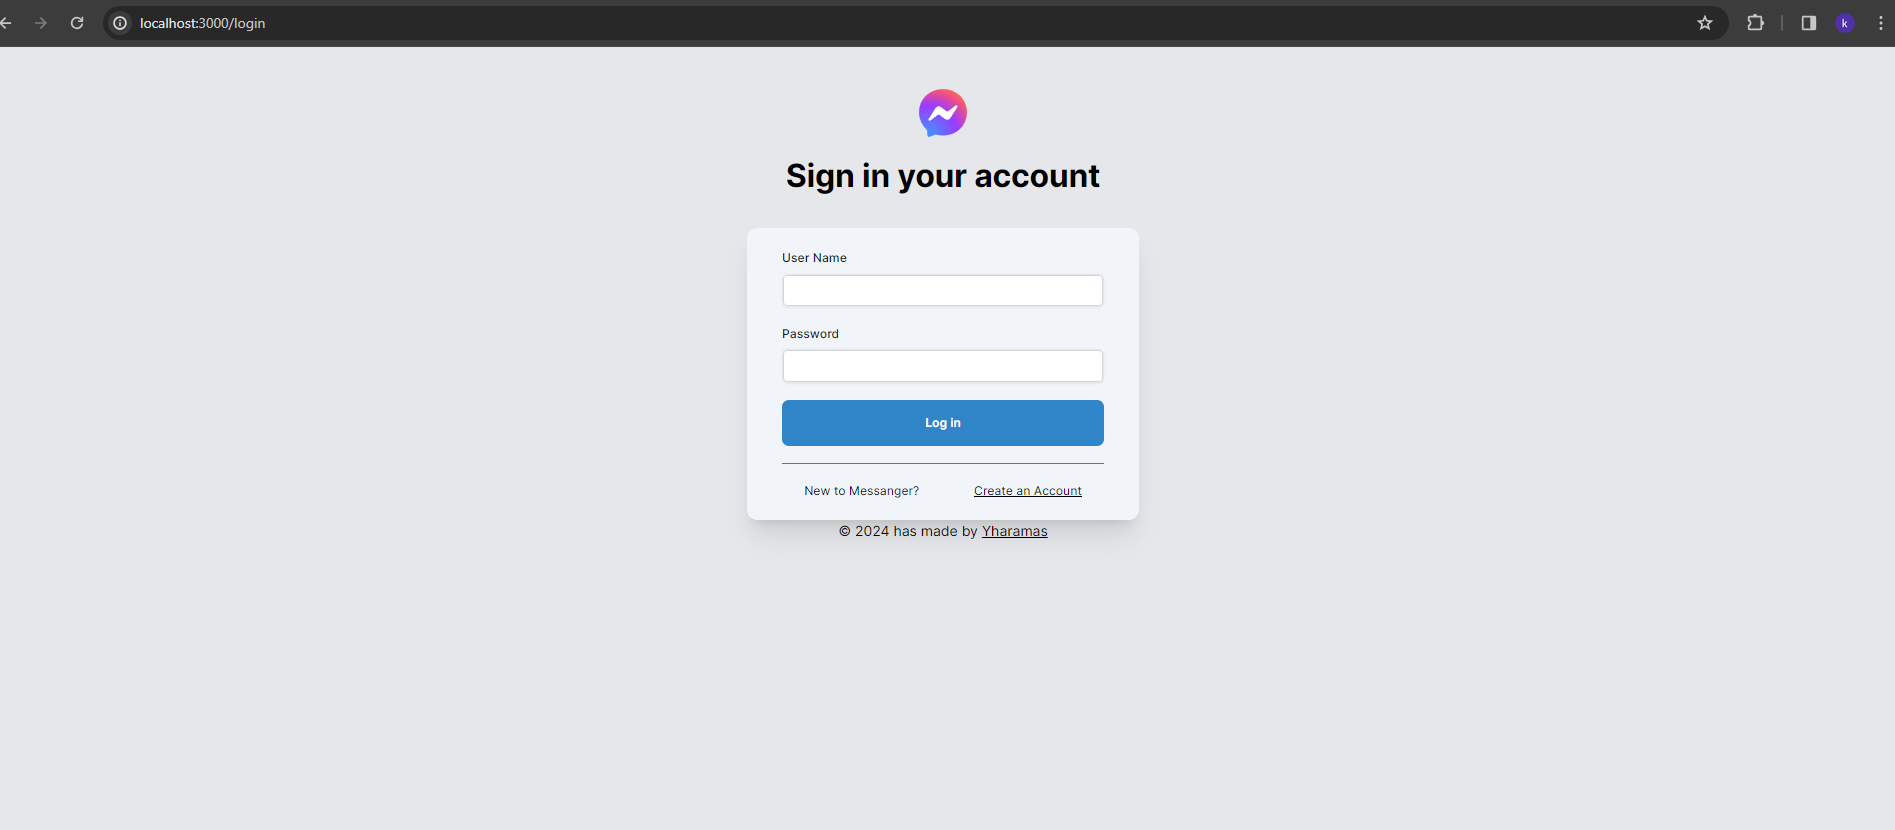 localhost:3000/login
k
Sign in your account
User Name
Password
Log in
New to Messanger? Create an Account
© 2024 has made by Yharamas